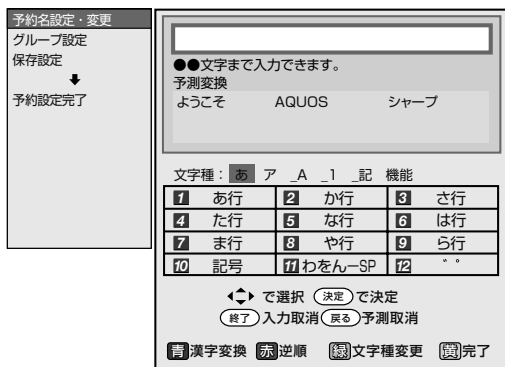 予約名設定・変更
グループ設定
保存設定
予約設定完了
●●文字まで入力できます。
予測変換
ようこそ AQUOS シャープ
文字種： あ ア _A _1 _記 機能
1 あ行 2 か行 3 さ行
4 た行 5 な行 6 は行
7 ま行 8 や行 9 ら行
10 記号 11 わをんーSP 12 ゛゜
で選択 決定 で決定
終了 入力取消 戻る 予測取消
青 漢字変換 赤 逆順 緑 文字種変更 黄 完了